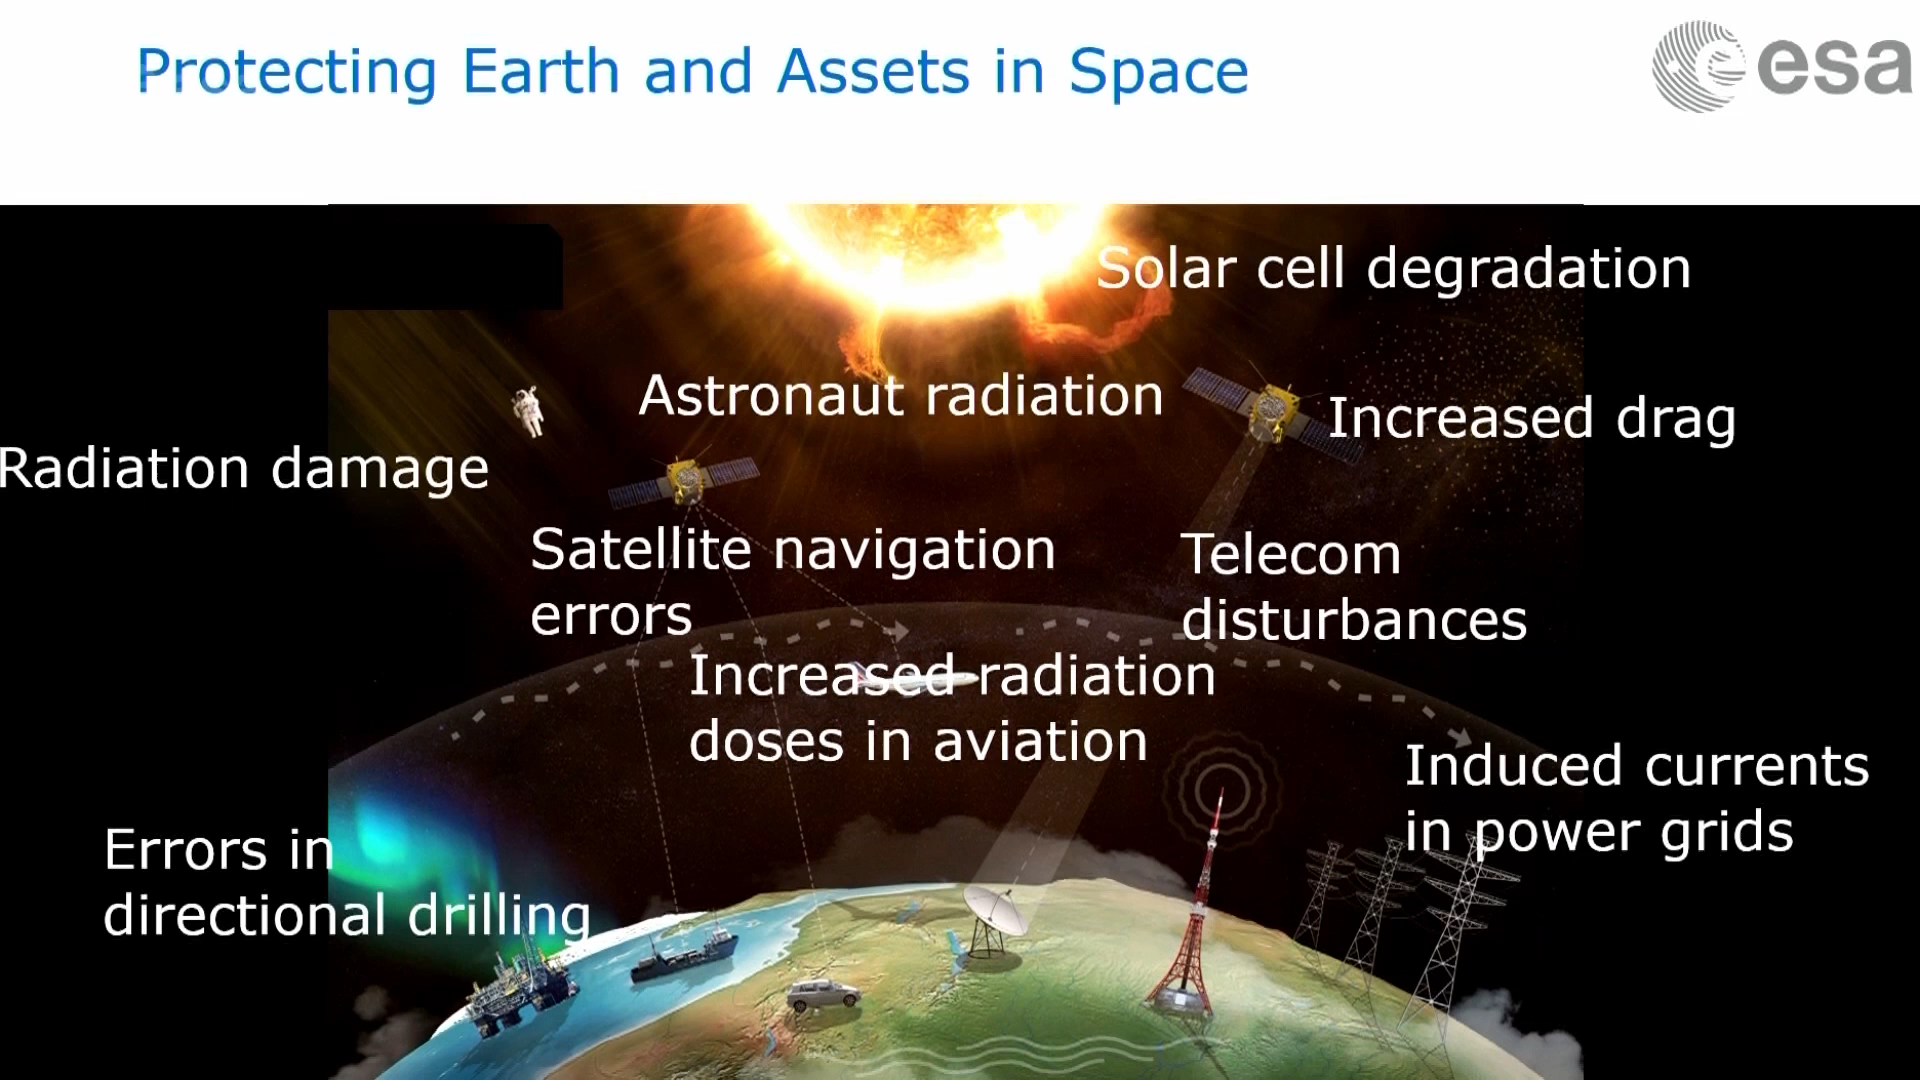 Protecting Earth and Assets in Space
esa
Solar cell degradation
Astronaut radiation
Increased drag
Radiation damage
Satellite navigation
errors
Telecom
disturbances
Increased radiation
doses in aviation
Induced currents
in power grids
Errors in
directional drilling